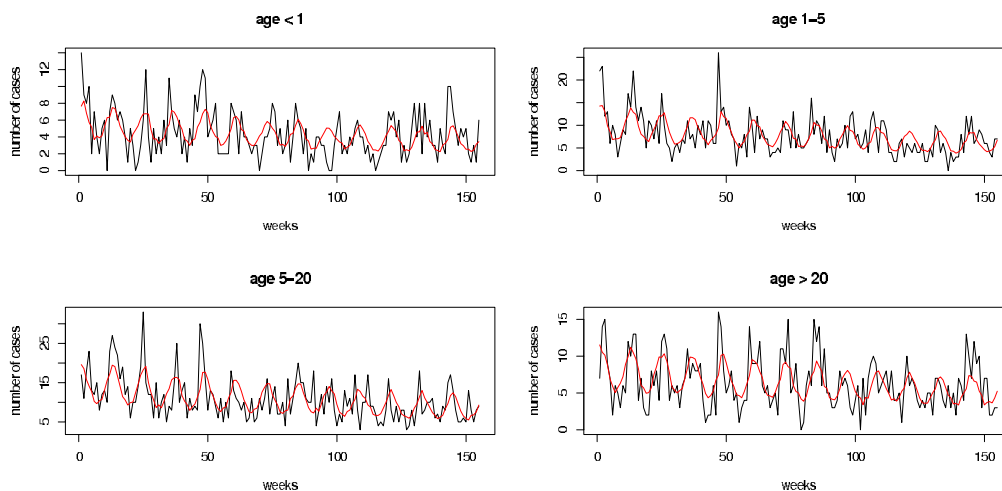 age < 1
number of cases
0 2 4 6 8 12
0 50 100 150
weeks
age 1–5
number of cases
0 5 10 20
0 50 100 150
weeks
age 5–20
number of cases
5 15 25
0 50 100 150
weeks
age > 20
number of cases
0 5 10 15
0 50 100 150
weeks